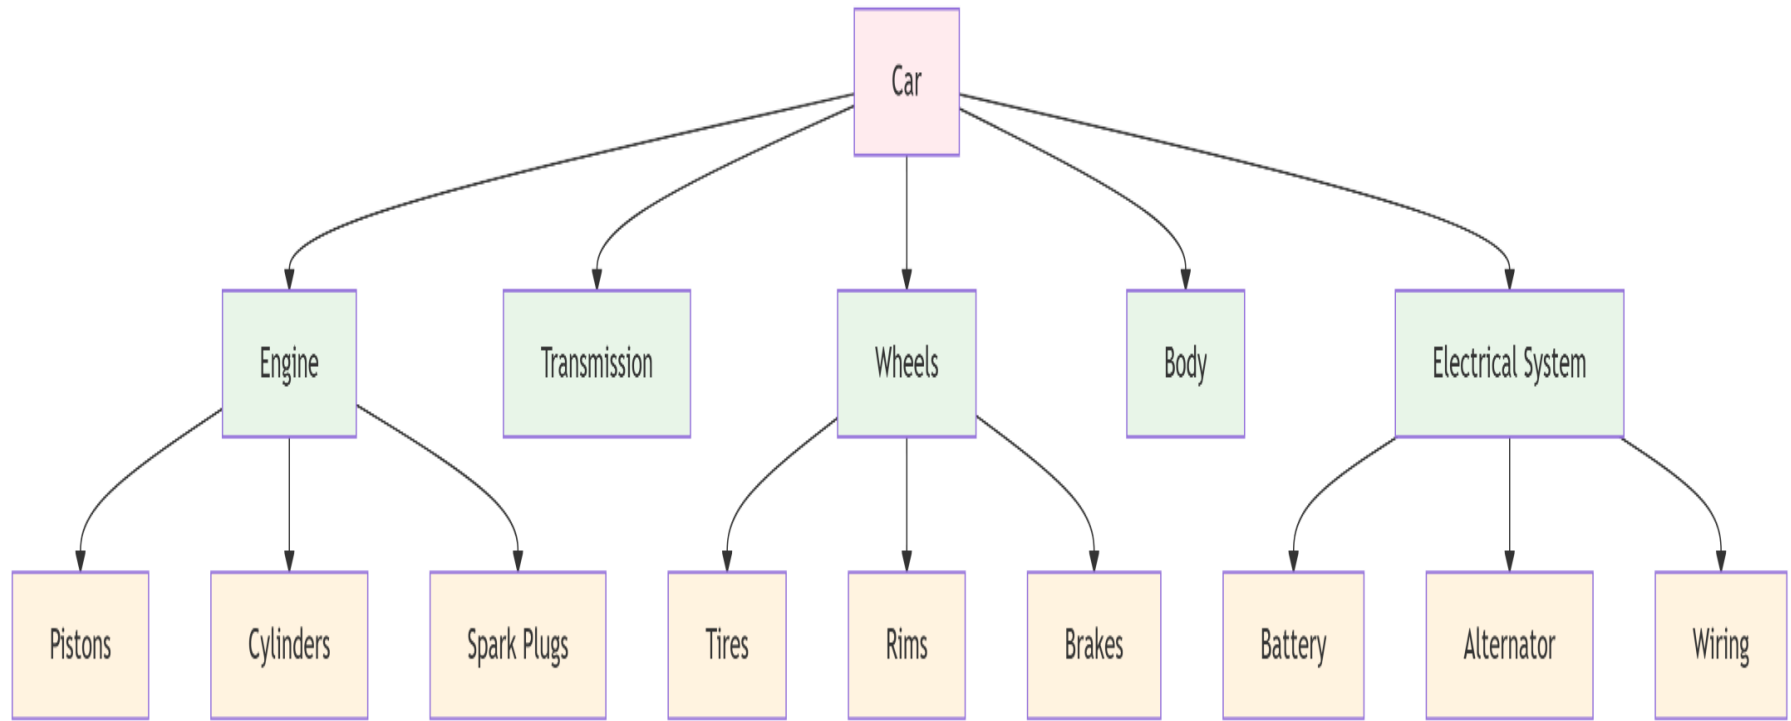 Car
Engine
Transmission
Wheels
Body
Electrical System
Pistons
Cylinders
Spark Plugs
Tires
Rims
Brakes
Battery
Alternator
Wiring